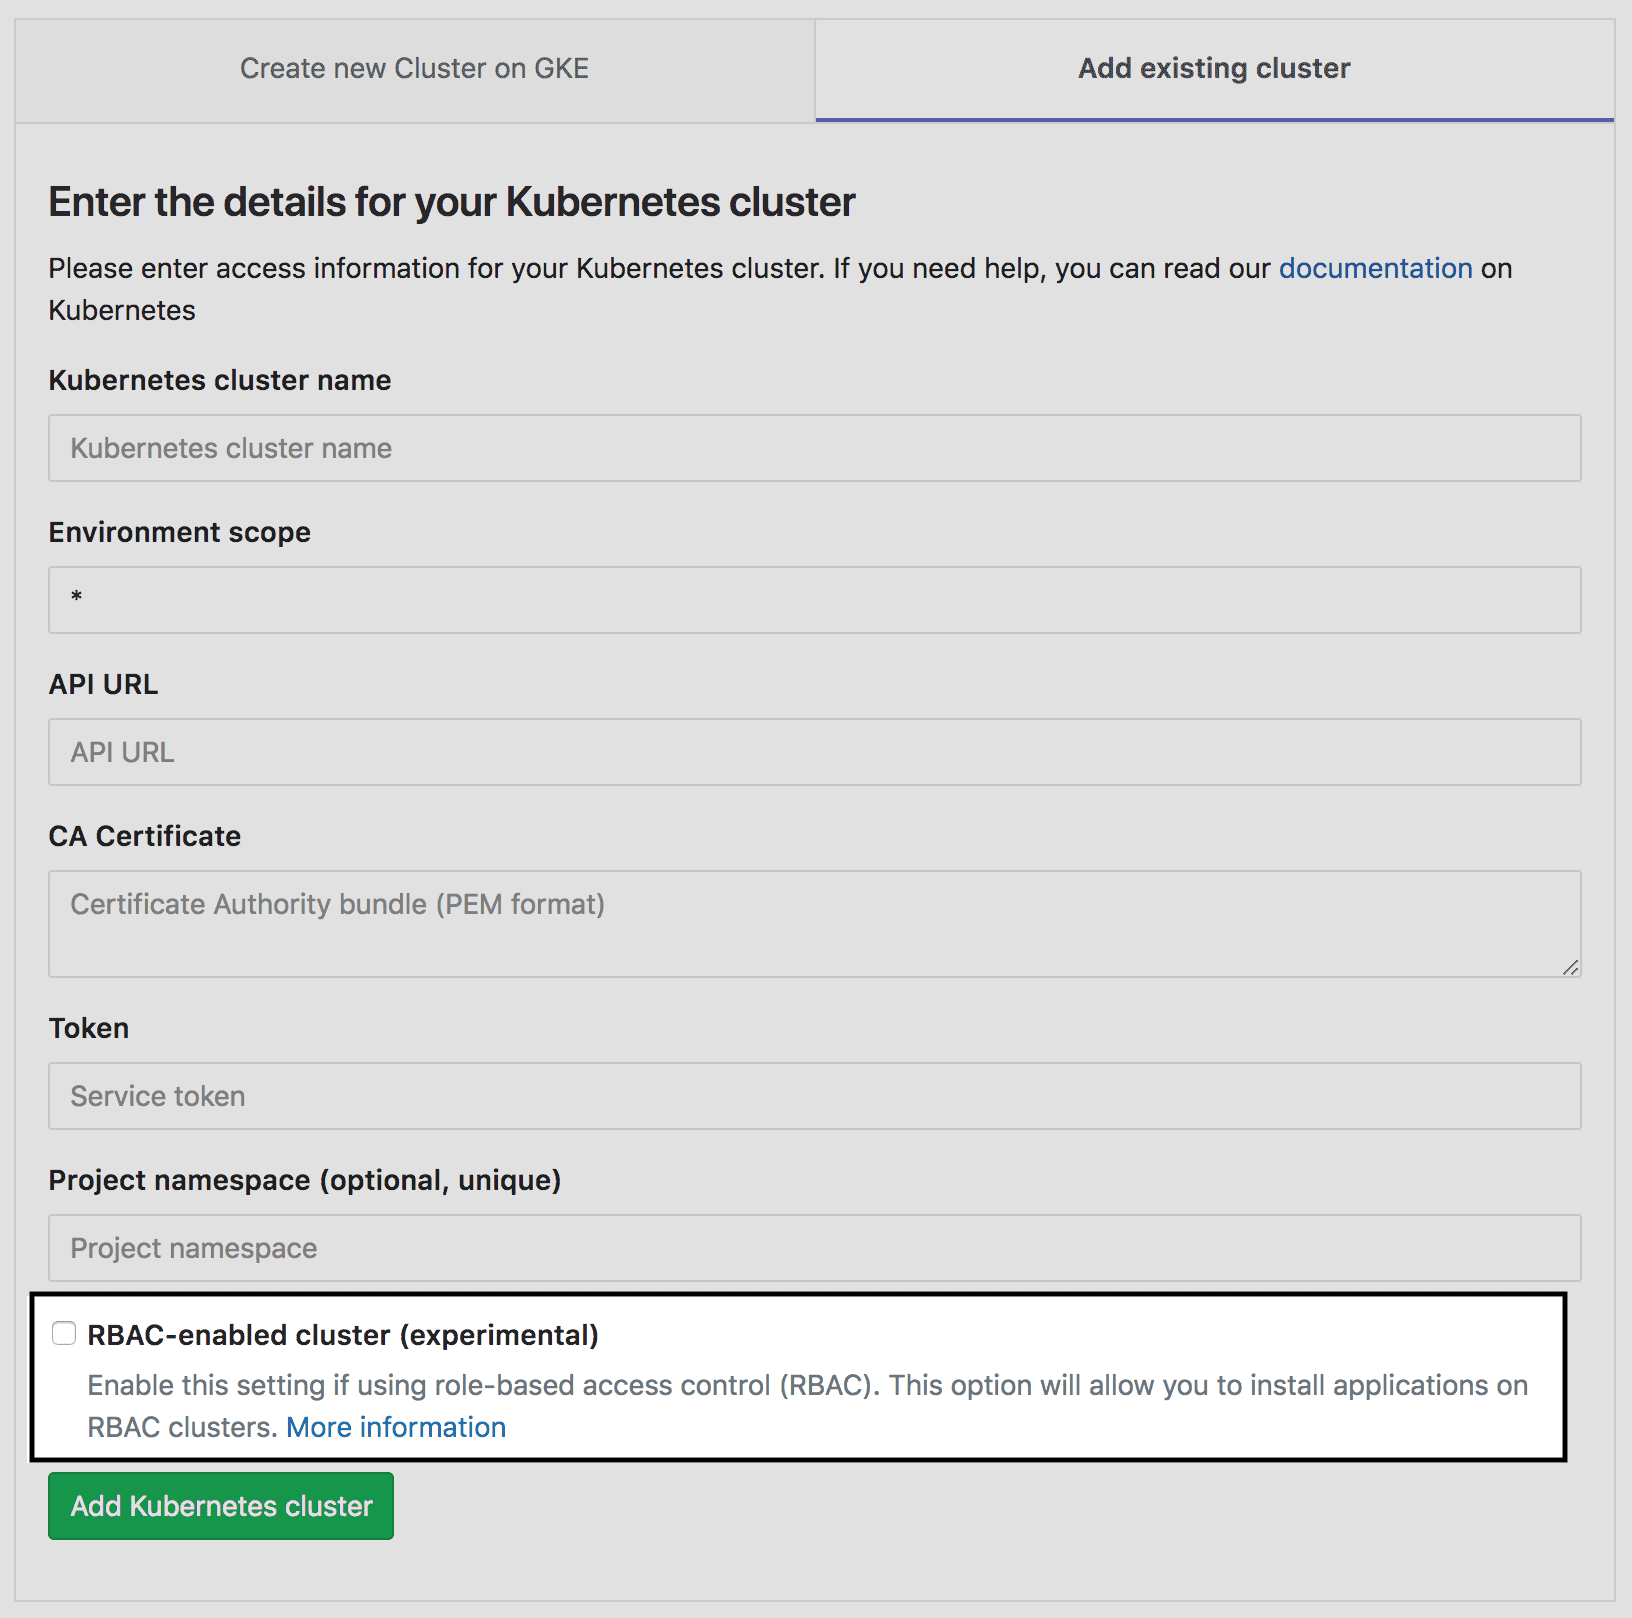 Create new Cluster on GKE
Add existing cluster
Enter the details for your Kubernetes cluster
Please enter access information for your Kubernetes cluster. If you need help, you can read our documentation on
Kubernetes
Kubernetes cluster name
Kubernetes cluster name
Environment scope
*
API URL
API URL
CA Certificate
Certificate Authority bundle (PEM format)
Token
Service token
Project namespace (optional, unique)
Project namespace
RBAC-enabled cluster (experimental)
Enable this setting if using role-based access control (RBAC). This option will allow you to install applications on
RBAC clusters. More information
Add Kubernetes cluster